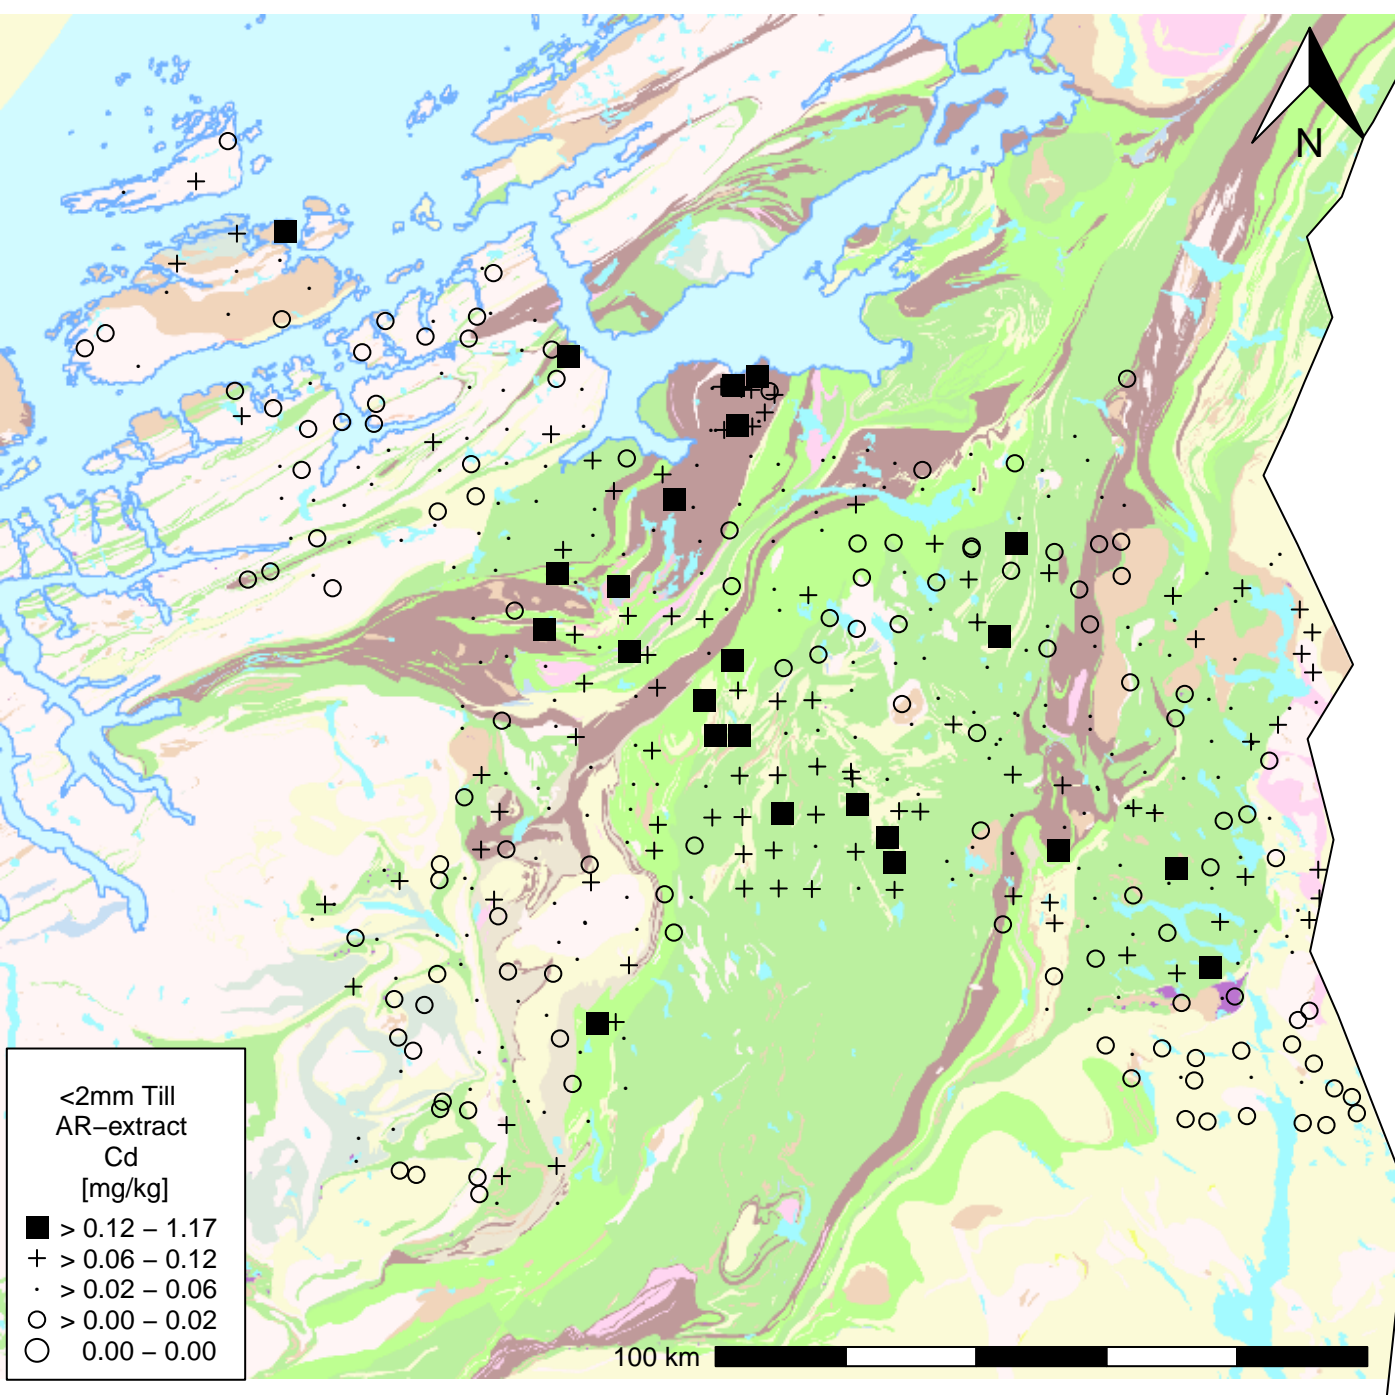 N
<2mm Till
AR−extract
Cd
[mg/kg]
> 0.12 − 1.17
> 0.06 − 0.12
> 0.02 − 0.06
> 0.00 − 0.02
0.00 − 0.00
100 km